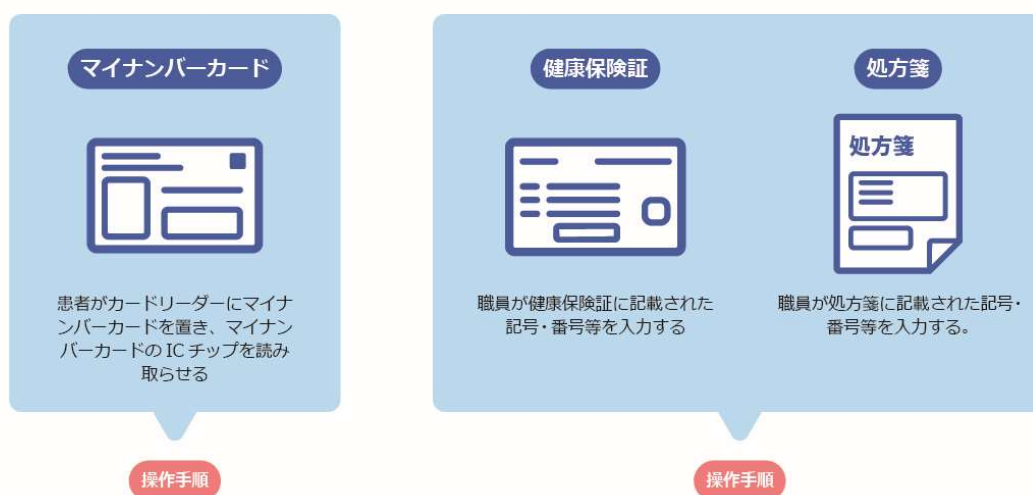 マイナンバーカード
患者がカードリーダーにマイナ
ンバーカードを置き、マイナン
バーカードの IC チップを読み
取らせる
操作手順
健康保険証
職員が健康保険証に記載された
記号・番号等を入力する
処方箋
処方箋
職員が処方箋に記載された記号・
番号等を入力する。
操作手順